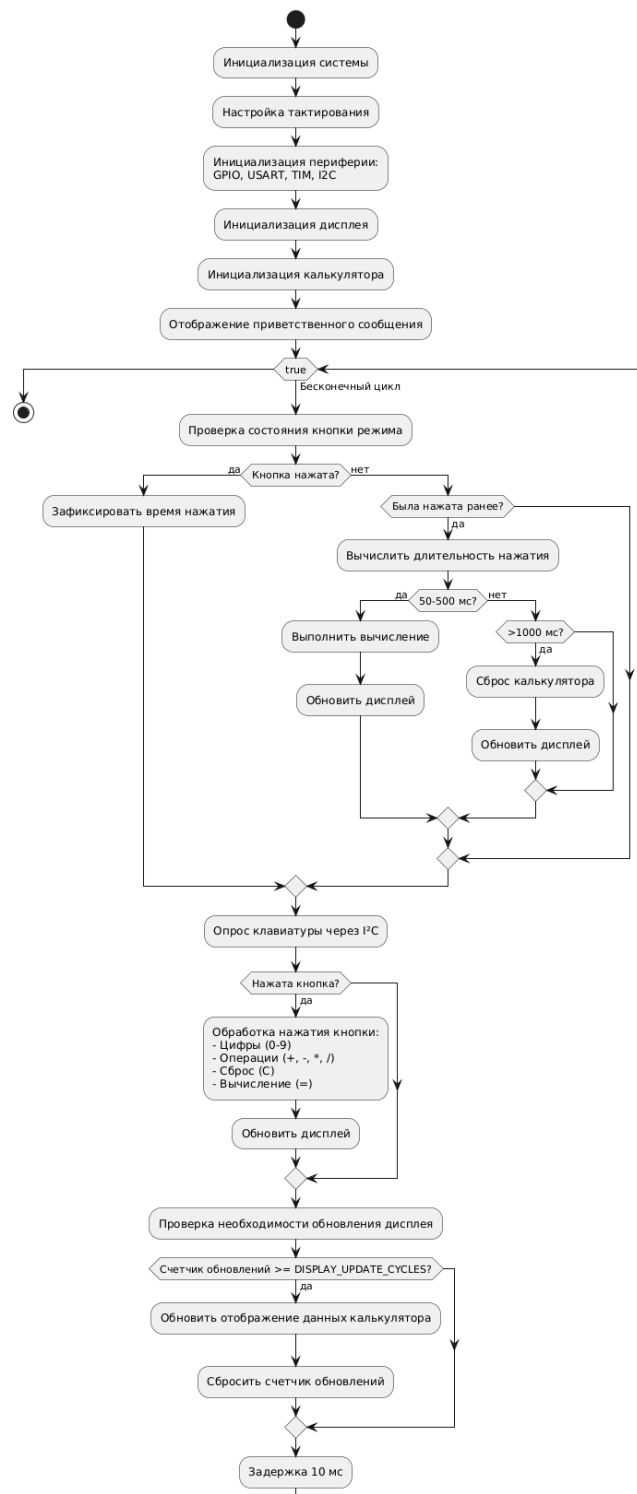 Инициализация системы
Настройка тактирования
Инициализация периферии:
GPIO, USART, TIM, I2C
Инициализация дисплея
Инициализация калькулятора
Отображение приветственного сообщения
true
Бесконечный цикл
Проверка состояния кнопки режима
да
Кнопка нажата?
нет
Зафиксировать время нажатия
Была нажата ранее?
да
Вычислить длительность нажатия
да
50-500 мс?
нет
Выполнить вычисление
>1000 мс?
да
Сброс калькулятора
Обновить дисплей
Обновить дисплей
Опрос клавиатуры через I²C
Нажата кнопка?
да
Обработка нажатия кнопки:
- Цифры (0-9)
- Операции (+, -, *, /)
- Сброс (C)
- Вычисление (=)
Обновить дисплей
Проверка необходимости обновления дисплея
Счетчик обновлений >= DISPLAY_UPDATE_CYCLES?
да
Обновить отображение данных калькулятора
Сбросить счетчик обновлений
Задержка 10 мс